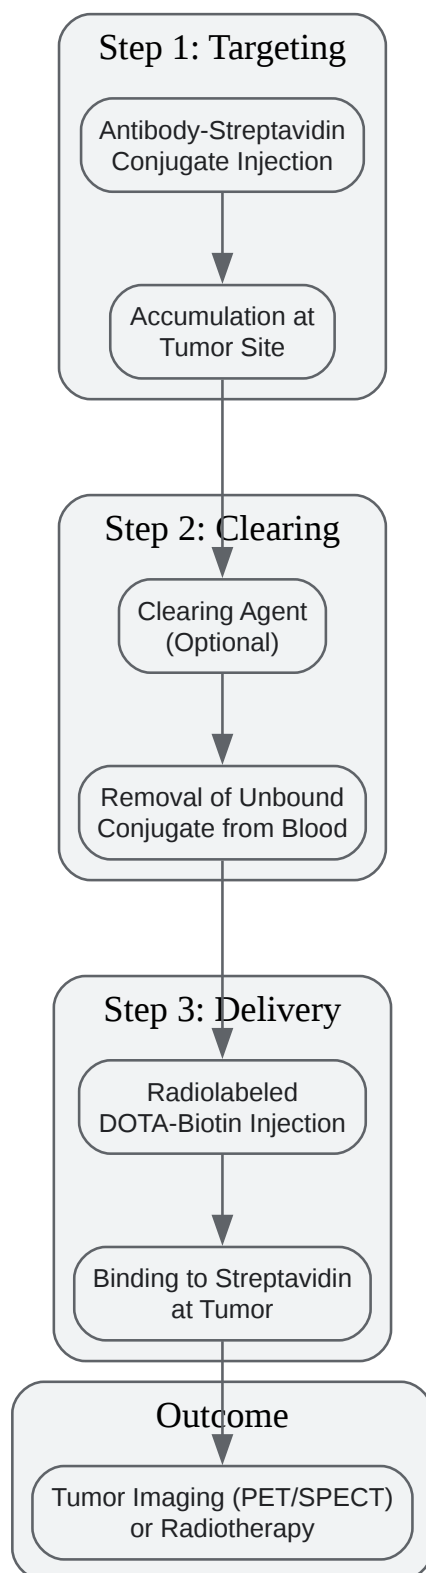 Step 1: Targeting
Antibody-Streptavidin
Conjugate Injection
Accumulation at
Tumor Site
Step 2: Clearing
Clearing Agent
(Optional)
Removal of Unbound
Conjugate from Blood
Step 3: Delivery
Radiolabeled
DOTA-Biotin Injection
Binding to Streptavidin
at Tumor
Outcome
Tumor Imaging (PET/SPECT)
or Radiotherapy